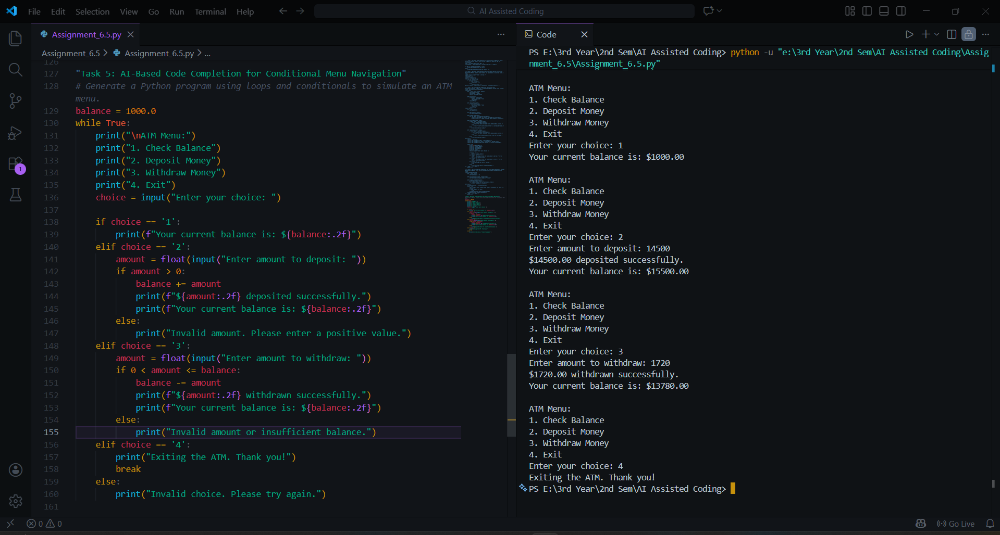 File Edit Selection View Go Run Terminal Help
AI Assisted Coding
Assignment_6.5.py
Assignment_6.5 > Assignment_6.5.py > ...
126
127 "Task 5: AI-Based Code Completion for Conditional Menu Navigation"
128 # Generate a Python program using loops and conditionals to simulate an ATM
menu.
129 balance = 1000.0
130 while True:
131     print("\nATM Menu:")
132     print("1. Check Balance")
133     print("2. Deposit Money")
134     print("3. Withdraw Money")
135     print("4. Exit")
136     choice = input("Enter your choice: ")
137
138     if choice == '1':
139         print(f"Your current balance is: ${balance:.2f}")
140     elif choice == '2':
141         amount = float(input("Enter amount to deposit: "))
142         if amount > 0:
143             balance += amount
144             print(f"${amount:.2f} deposited successfully.")
145             print(f"Your current balance is: ${balance:.2f}")
146         else:
147             print("Invalid amount. Please enter a positive value.")
148     elif choice == '3':
149         amount = float(input("Enter amount to withdraw: "))
150         if 0 < amount <= balance:
151             balance -= amount
152             print(f"${amount:.2f} withdrawn successfully.")
153             print(f"Your current balance is: ${balance:.2f}")
154         else:
155             print("Invalid amount or insufficient balance.")
156     elif choice == '4':
157         print("Exiting the ATM. Thank you!")
158         break
159     else:
160         print("Invalid choice. Please try again.")
161
Code
PS E:\3rd Year\2nd Sem\AI Assisted Coding> python -u "e:\3rd Year\2nd Sem\AI Assisted Coding\Assig
nment_6.5\Assignment_6.5.py"
ATM Menu:
1. Check Balance
2. Deposit Money
3. Withdraw Money
4. Exit
Enter your choice: 1
Your current balance is: $1000.00
ATM Menu:
1. Check Balance
2. Deposit Money
3. Withdraw Money
4. Exit
Enter your choice: 2
Enter amount to deposit: 14500
$14500.00 deposited successfully.
Your current balance is: $15500.00
ATM Menu:
1. Check Balance
2. Deposit Money
3. Withdraw Money
4. Exit
Enter your choice: 3
Enter amount to withdraw: 1720
$1720.00 withdrawn successfully.
Your current balance is: $13780.00
ATM Menu:
1. Check Balance
2. Deposit Money
3. Withdraw Money
4. Exit
Enter your choice: 4
Exiting the ATM. Thank you!
PS E:\3rd Year\2nd Sem\AI Assisted Coding>
1
0 0
Go Live